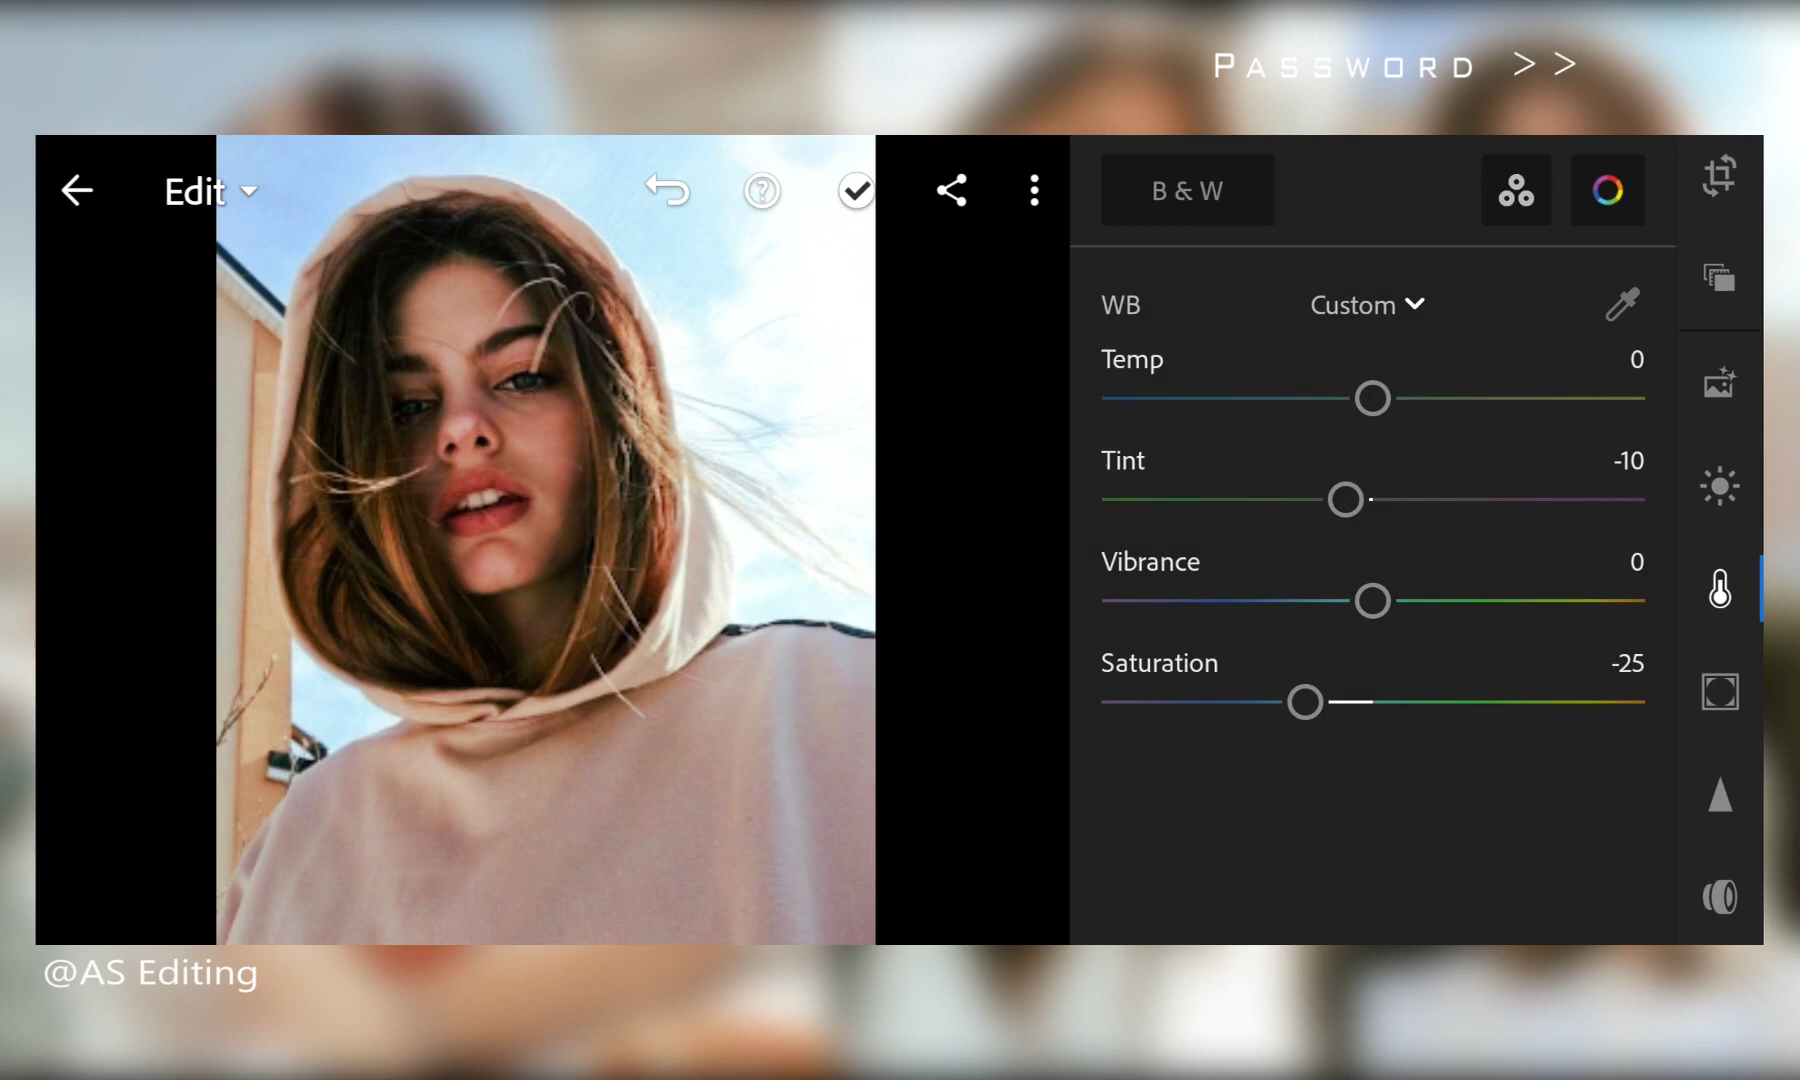 PASSWORD >>
Edit
B & W
WB Custom
Temp 0
Tint -10
Vibrance 0
Saturation -25
@AS Editing